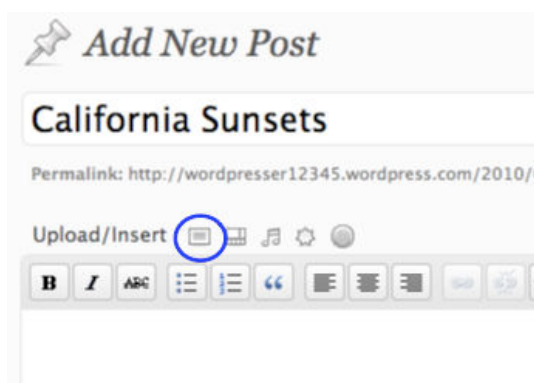 Add New Post
California Sunsets
Permalink: http://wordpresser12345.wordpress.com/2010/
Upload/Insert
B I ABC